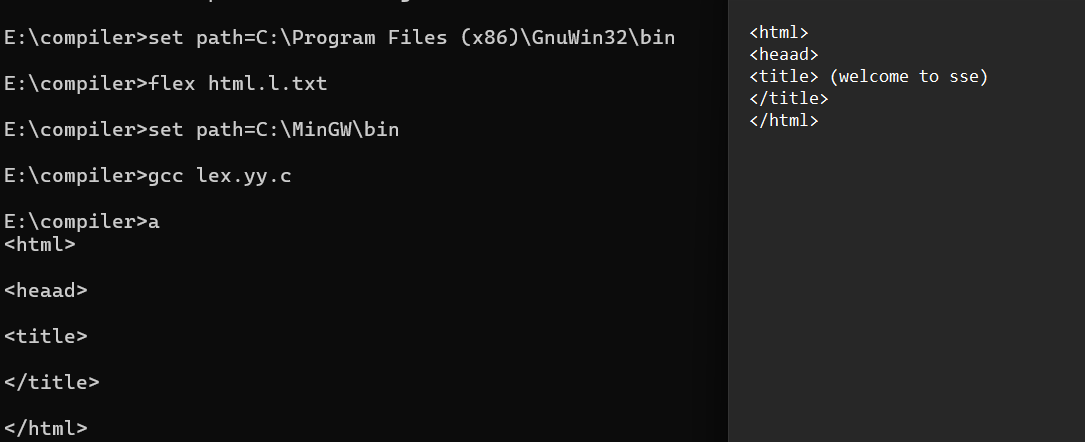 E:\compiler>set path=C:\Program Files (x86)\GnuWin32\bin
E:\compiler>flex html.l.txt
E:\compiler>set path=C:\MinGW\bin
E:\compiler>gcc lex.yy.c
E:\compiler>a
<html>
<heaad>
<title>
</title>
</html>
<html>
<heaad>
<title> (welcome to sse)
</title>
</html>